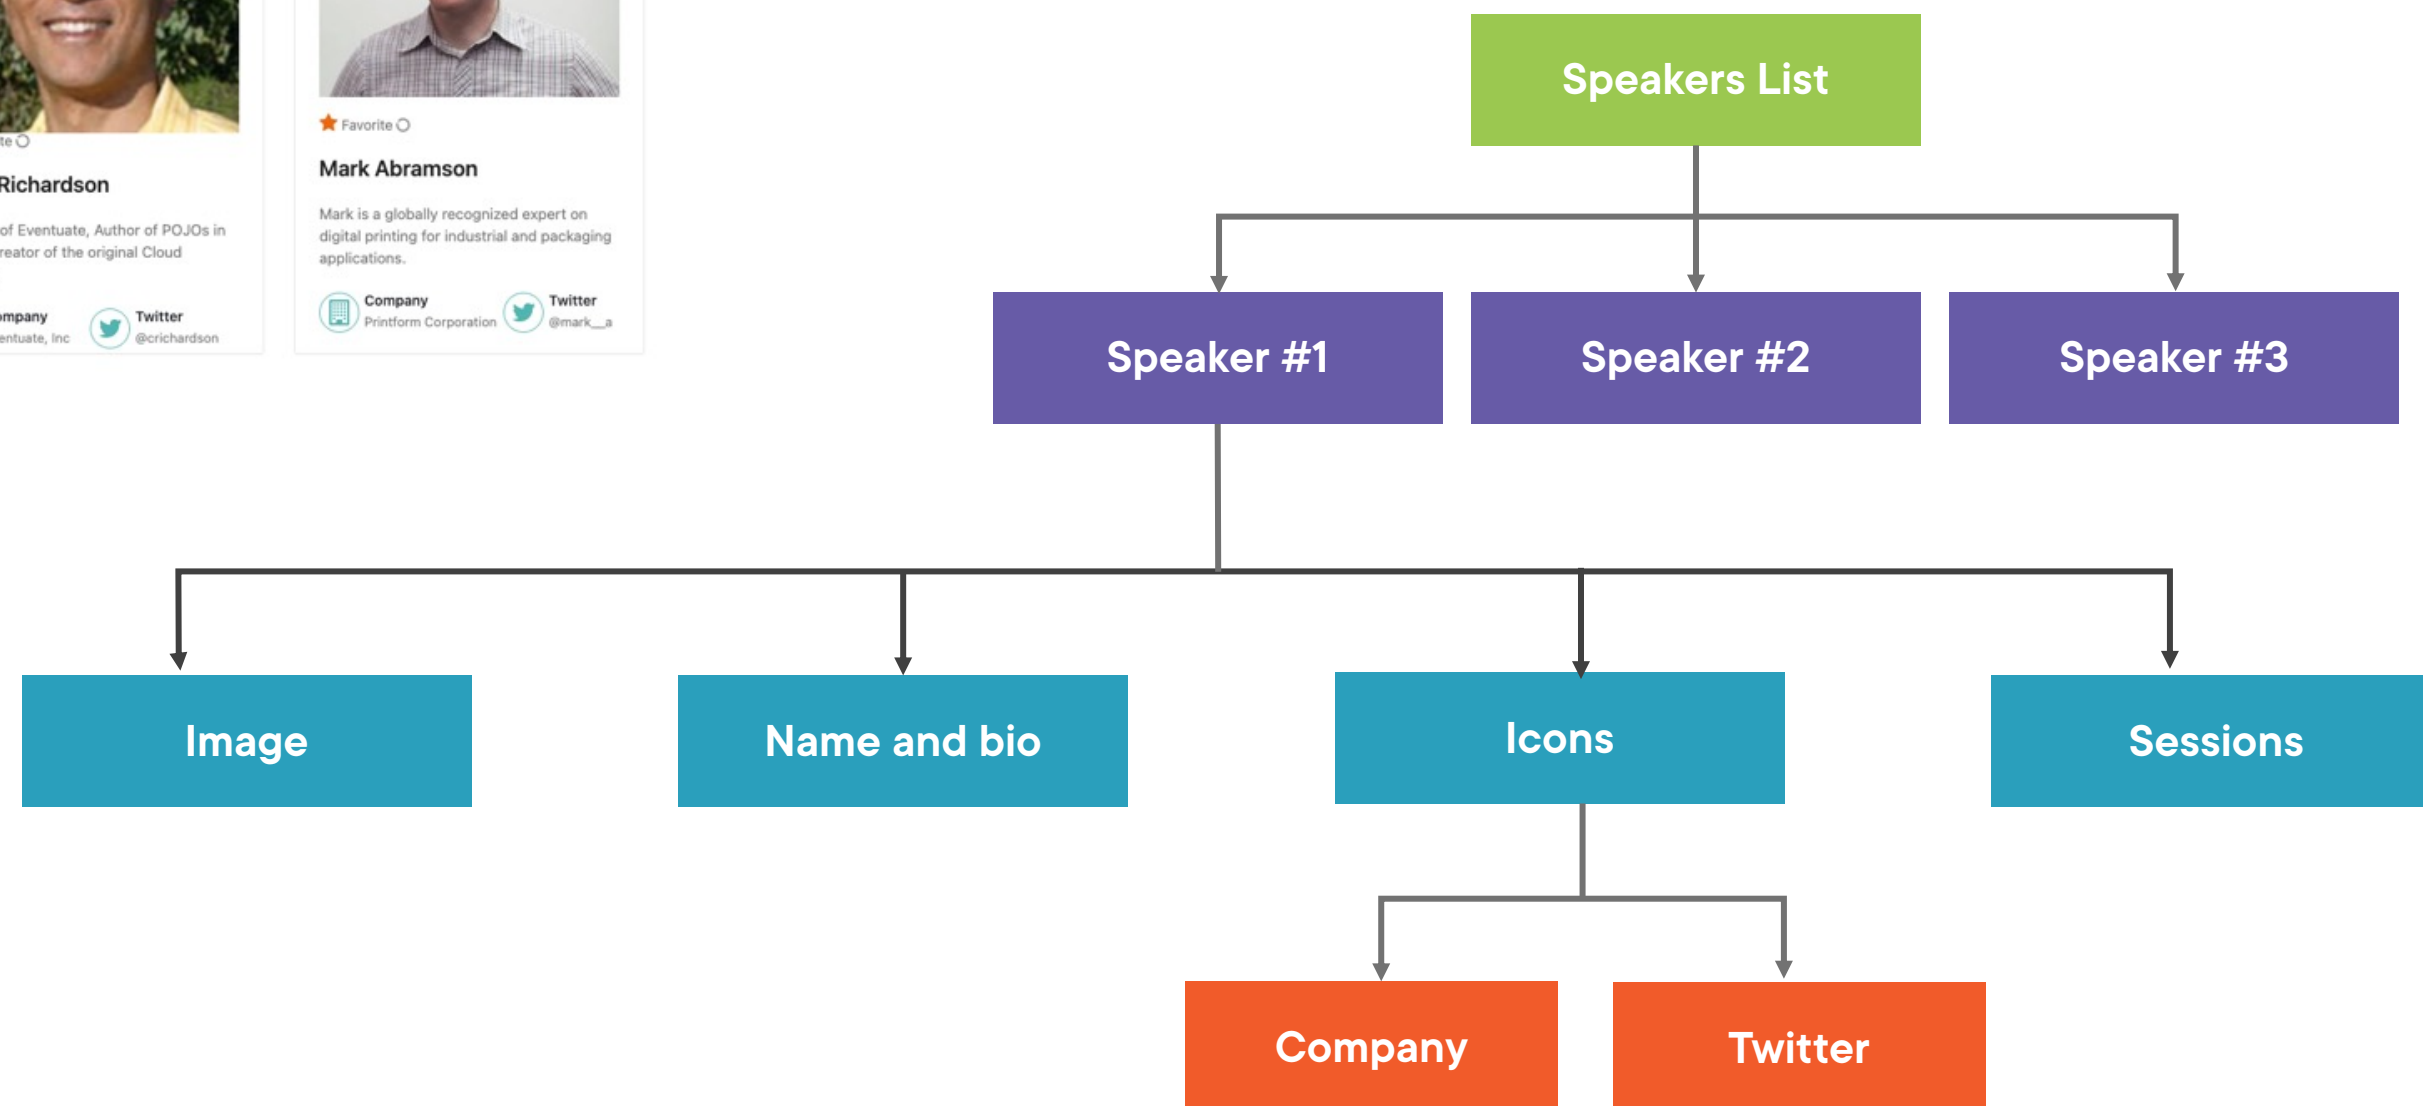 te
Richardson
of Eventuate, Author of POJOs in
reator of the original Cloud
mpany
entuate, Inc
Twitter
@crichardson
Favorite
Mark Abramson
Mark is a globally recognized expert on
digital printing for industrial and packaging
applications.
Company
Printform Corporation
Twitter
@mark__a
Speakers List
Speaker #1
Speaker #2
Speaker #3
Image
Name and bio
Icons
Sessions
Company
Twitter